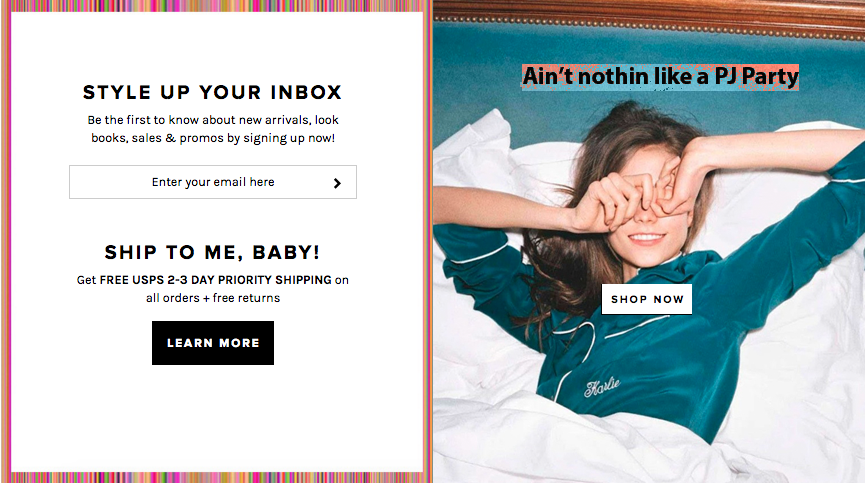 STYLE UP YOUR INBOX
Be the first to know about new arrivals, look
books, sales & promos by signing up now!
Enter your email here
SHIP TO ME, BABY!
Get FREE USPS 2-3 DAY PRIORITY SHIPPING on
all orders + free returns
LEARN MORE
Ain't nothin like a PJ Party
SHOP NOW
Karlie